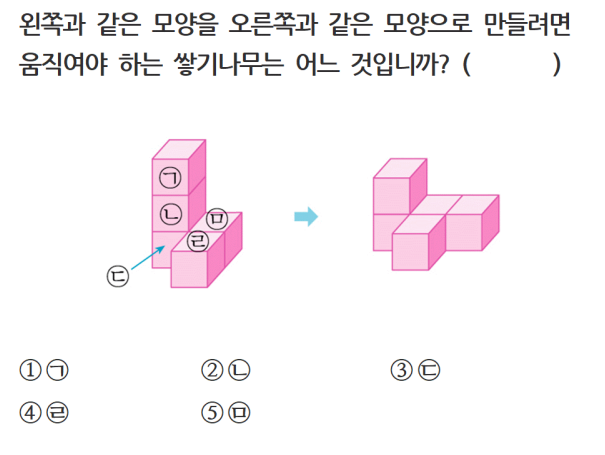 왼쪽과 같은 모양을 오른쪽과 같은 모양으로 만들려면
움직여야 하는 쌓기나무는 어느 것입니까? (          )
㉠
㉡
㉤
㉣
㉢
① ㉠ ② ㉡ ③ ㉢
④ ㉣ ⑤ ㉤